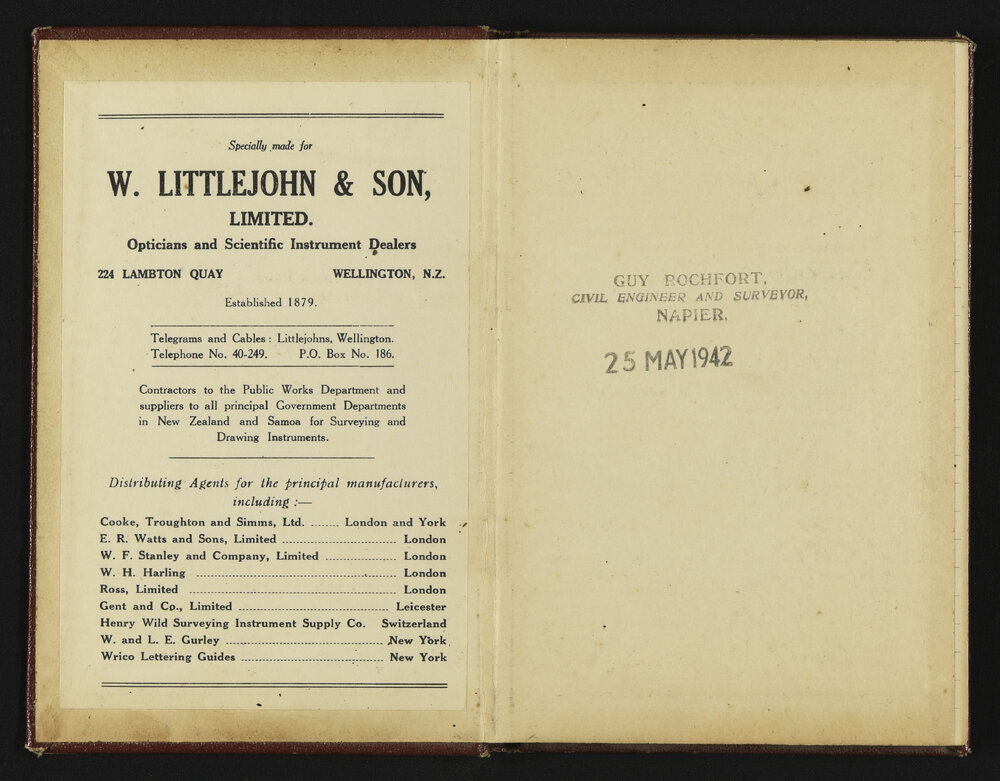 Specially made for
W. LITTLEJOHN & SON,
LIMITED.
Opticians and Scientific Instrument Dealers
224 LAMBTON QUAY WELLINGTON, N.Z.
Established 1879.
Telegrams and Cables: Littlejohns, Wellington.
Telephone No. 40-249. P.O. Box No. 186.
Contractors to the Public Works Department and
suppliers to all principal Government Departments
in New Zealand and Samoa for Surveying and
Drawing Instruments.
Distributing Agents for the principal manufacturers,
including :—
Cooke, Troughton and Simms, Ltd. ....... London and York
E. R. Watts and Sons, Limited ............................ London
W. F. Stanley and Company, Limited ................. London
W. H. Harling .................................................. London
Ross, Limited .................................................... London
Gent and Co., Limited ..................................... Leicester
Henry Wild Surveying Instrument Supply Co. Switzerland
W. and L. E. Gurley ........................................ New York
Wrico Lettering Guides ................................... New York
GUY ROCHFORT,
CIVIL ENGINEER AND SURVEYOR,
NAPIER.
25 MAY 1942